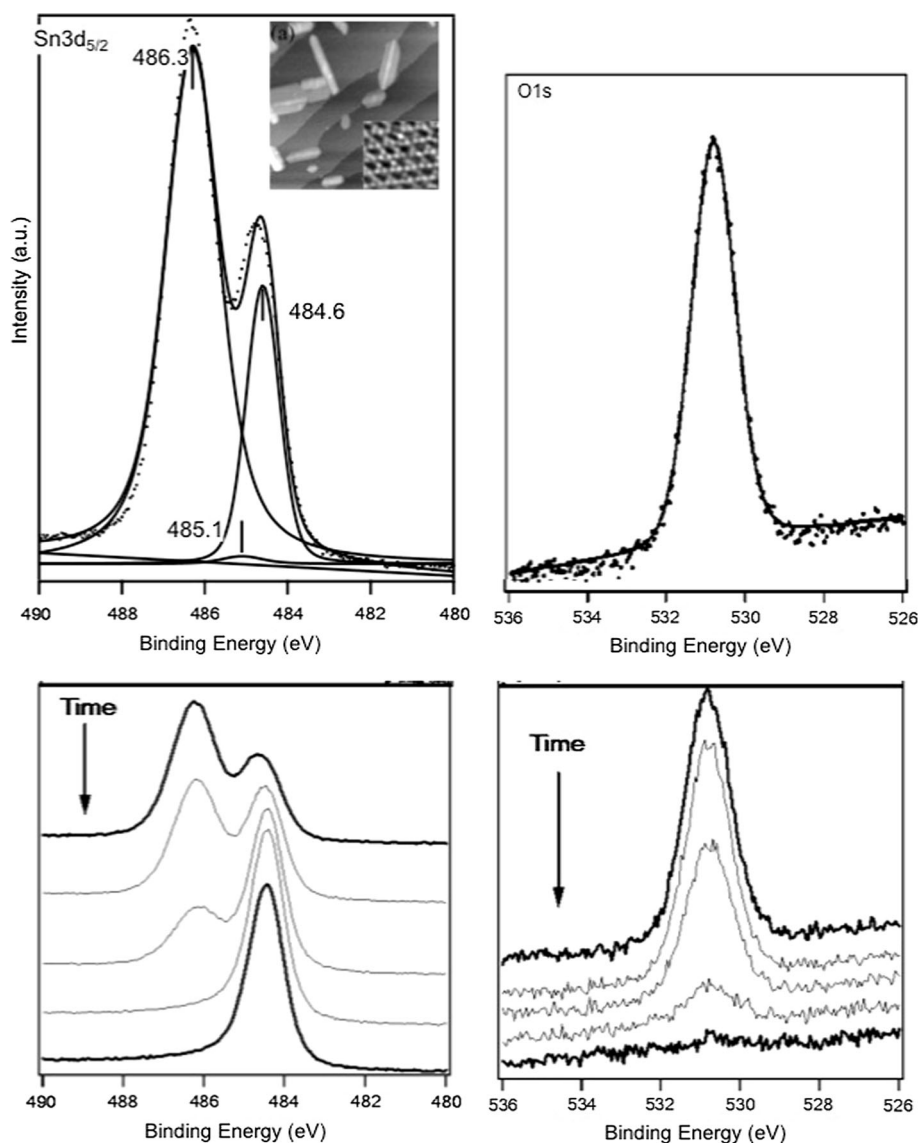 Sn3d5/2
486.3
(a)
484.6
485.1
Intensity (a.u.)
490 488 486 484 482 480
Binding Energy (eV)
O1s
536 534 532 530 528 526
Binding Energy (eV)
Time
490 488 486 484 482 480
Binding Energy (eV)
Time
536 534 532 530 528 526
Binding Energy (eV)